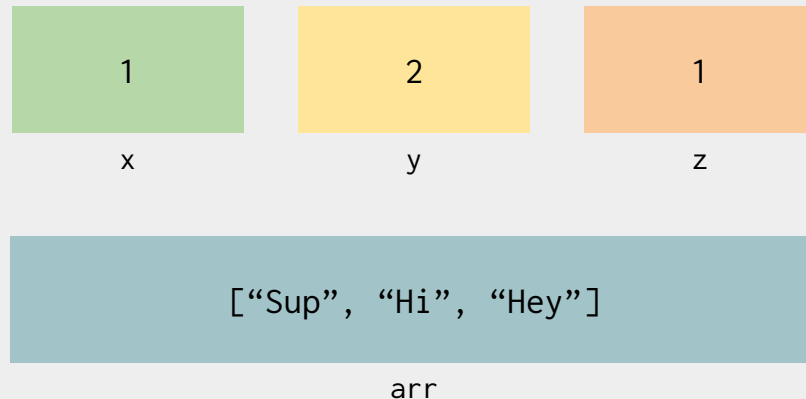 1 2 1
x y z
[“Sup”, “Hi”, “Hey”]
arr